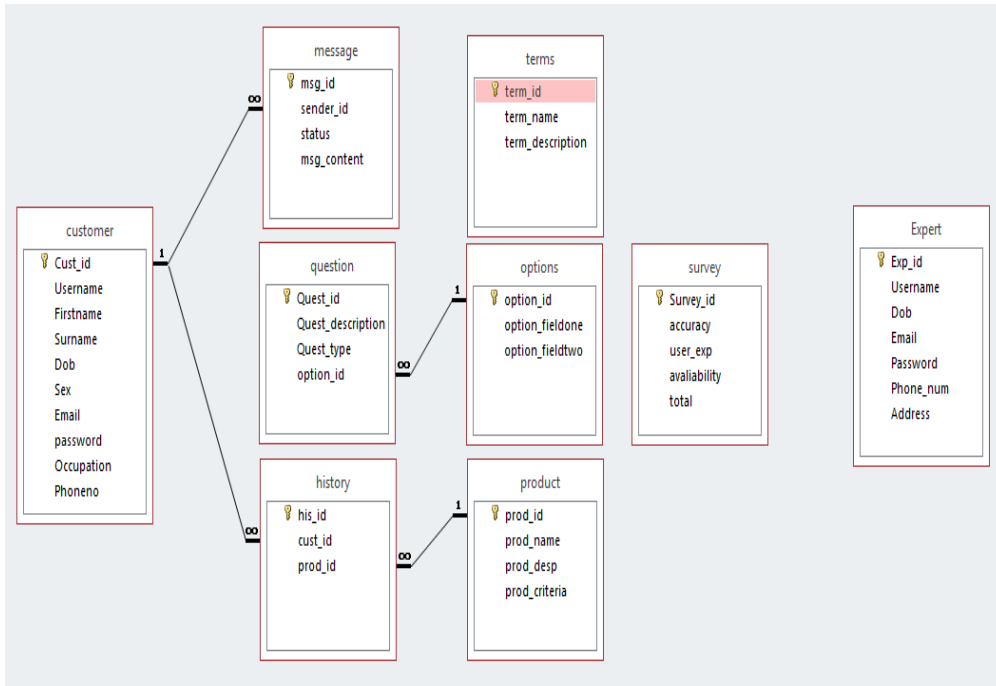 message
msg_id
sender_id
status
msg_content
terms
term_id
term_name
term_description
customer
Cust_id
Username
Firstname
Surname
Dob
Sex
Email
password
Occupation
Phoneno
question
Quest_id
Quest_description
Quest_type
option_id
options
option_id
option_fieldone
option_fieldtwo
survey
Survey_id
accuracy
user_exp
avaliability
total
Expert
Exp_id
Username
Dob
Email
Password
Phone_num
Address
history
his_id
cust_id
prod_id
product
prod_id
prod_name
prod_desp
prod_criteria
1
∞
∞
1
∞
1
∞